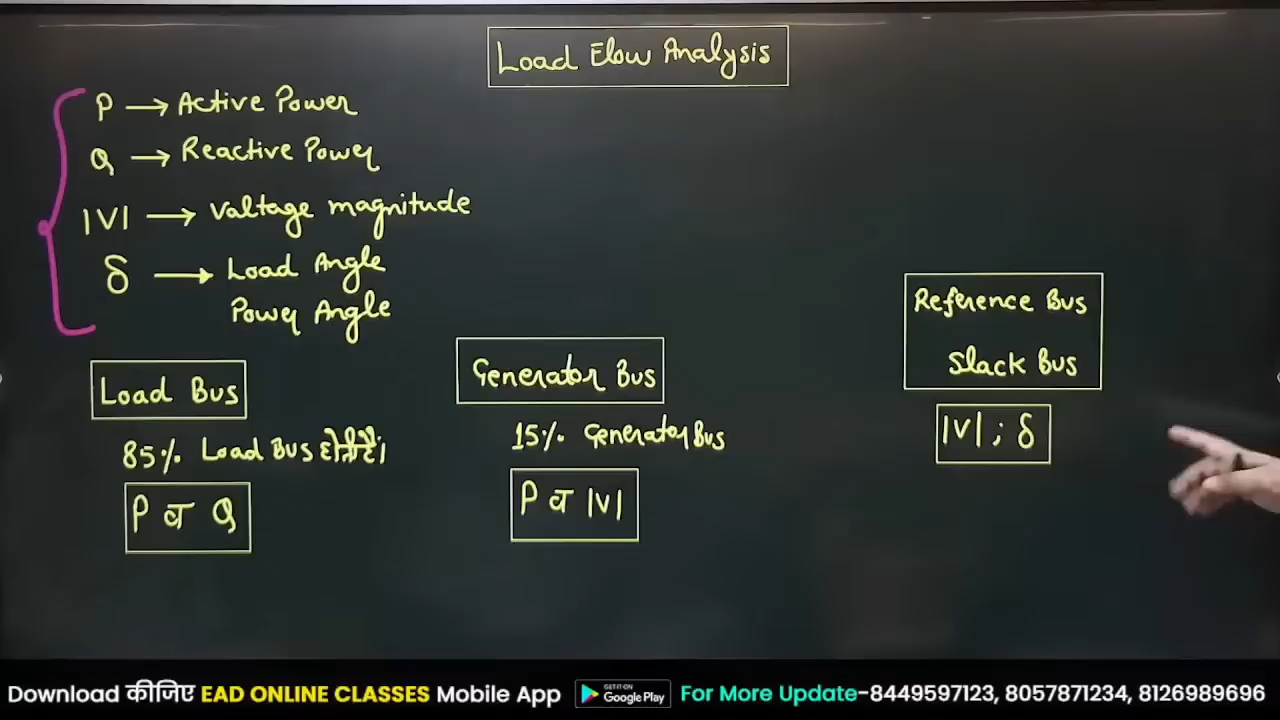 Load Flow Analysis
P → Active Power
Q → Reactive Power
|V| → Voltage magnitude
δ → Load Angle
Power Angle
Load Bus
85% Load Bus होती है।
P व Q
Generator Bus
15% Generator Bus
P व |V|
Reference Bus
Slack Bus
|V| ; δ
Download कीजिए EAD ONLINE CLASSES Mobile App GET IT ON Google Play For More Update-8449597123, 8057871234, 8126989696